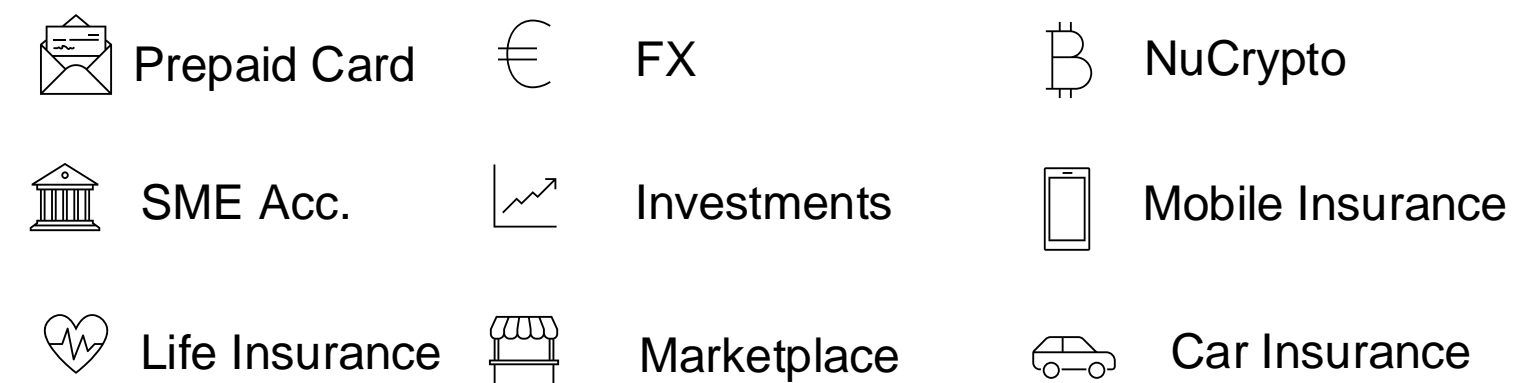 Prepaid Card
FX
NuCrypto
SME Acc.
Investments
Mobile Insurance
Life Insurance
Marketplace
Car Insurance